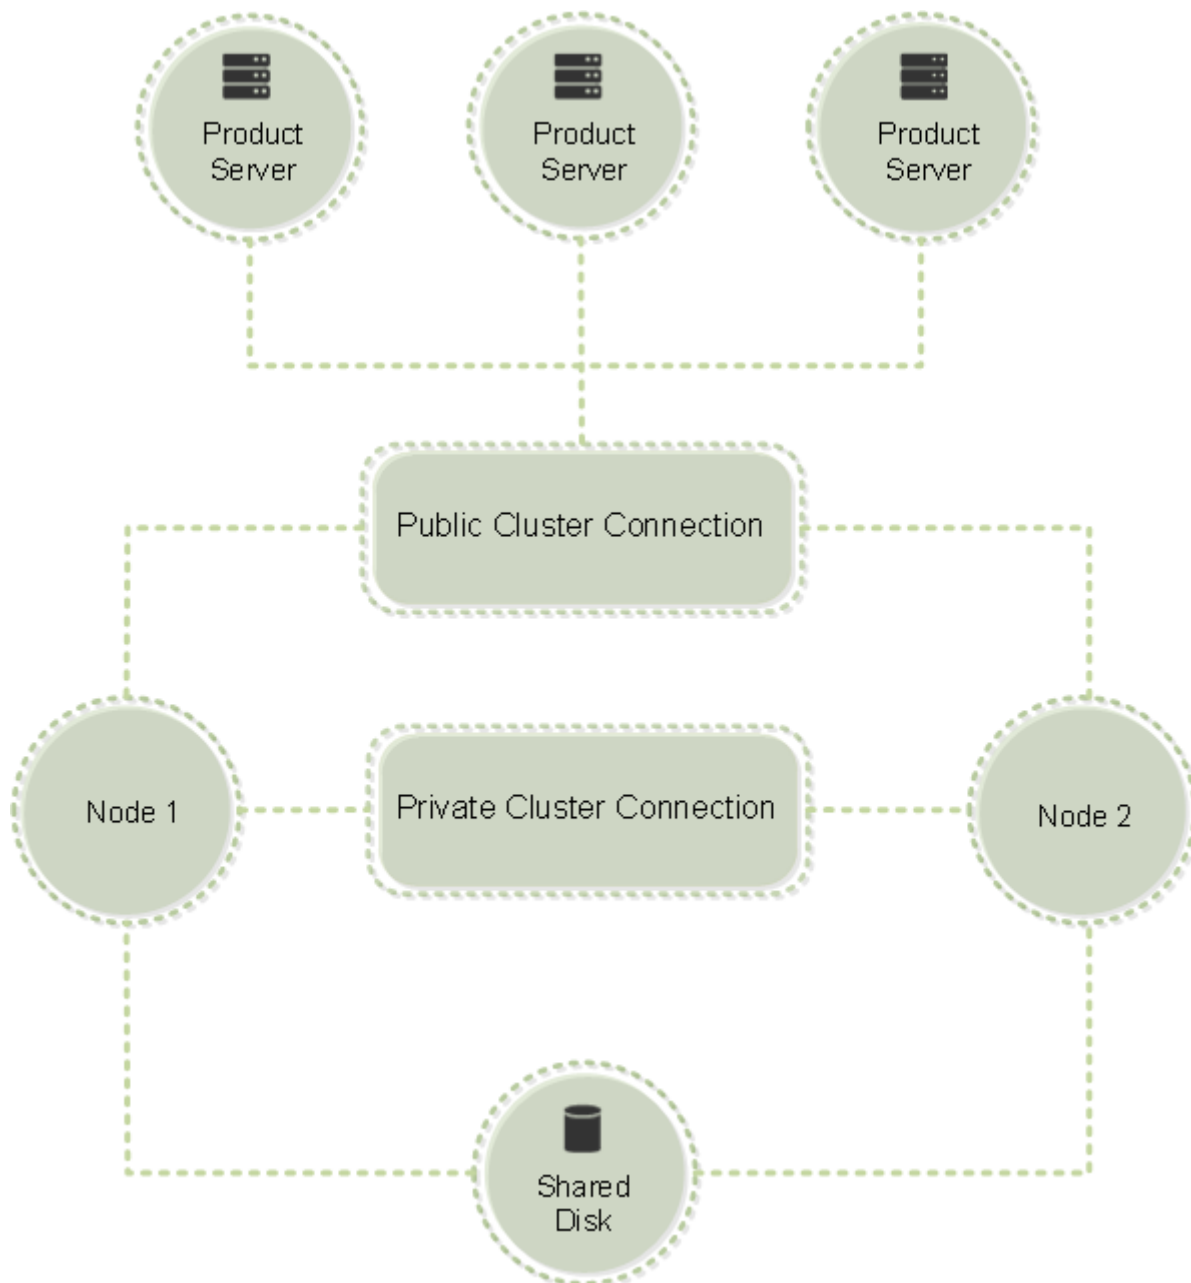 Product
Server
Product
Server
Product
Server
Public Cluster Connection
Node 1
Private Cluster Connection
Node 2
Shared
Disk